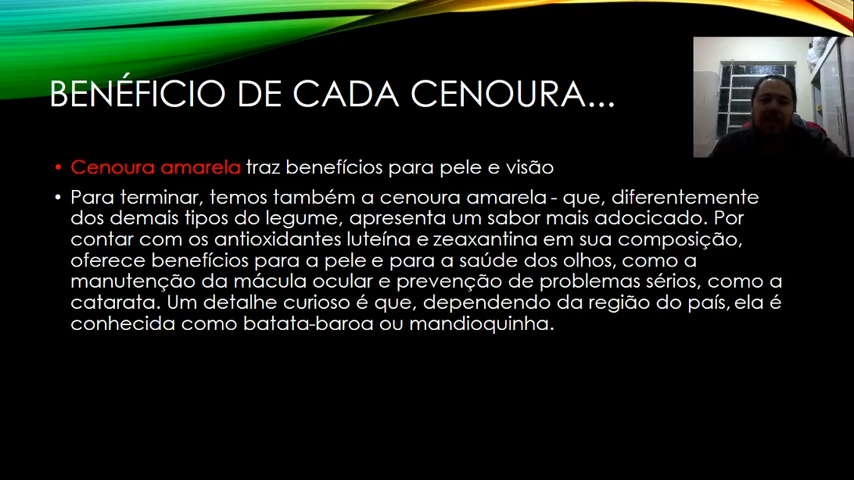 BENÉFICIO DE CADA CENOURA...
• Cenoura amarela traz benefícios para pele e visão
• Para terminar, temos também a cenoura amarela - que, diferentemente
dos demais tipos do legume, apresenta um sabor mais adocicado. Por
contar com os antioxidantes luteína e zeaxantina em sua composição,
oferece benefícios para a pele e para a saúde dos olhos, como a
manutenção da mácula ocular e prevenção de problemas sérios, como a
catarata. Um detalhe curioso é que, dependendo da região do país, ela é
conhecida como batata-baroa ou mandioquinha.